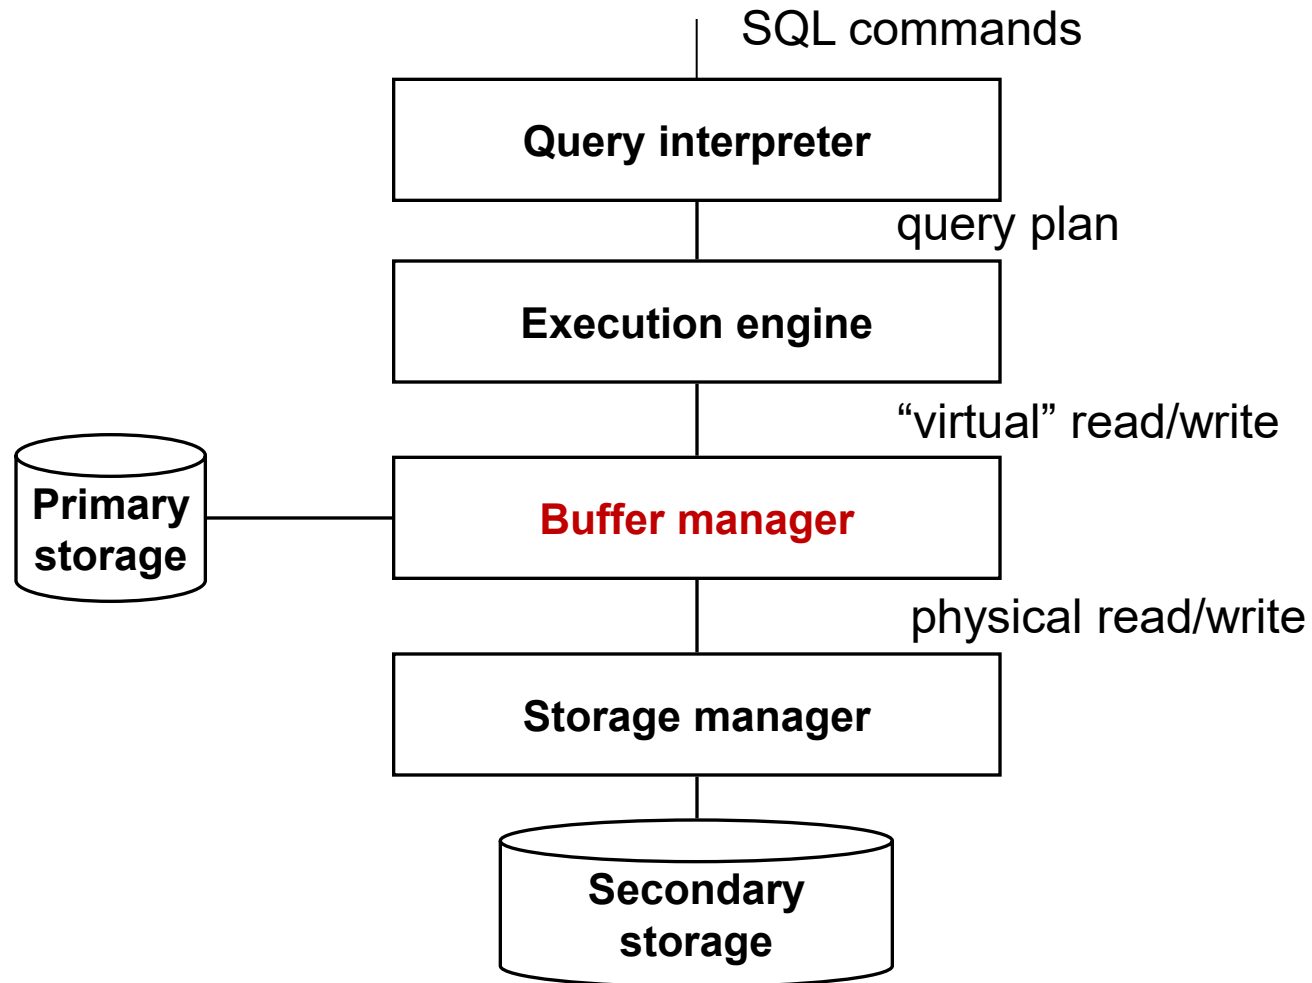 SQL commands
Query interpreter
query plan
Execution engine
“virtual” read/write
Primary
storage
Buffer manager
physical read/write
Storage manager
Secondary
storage